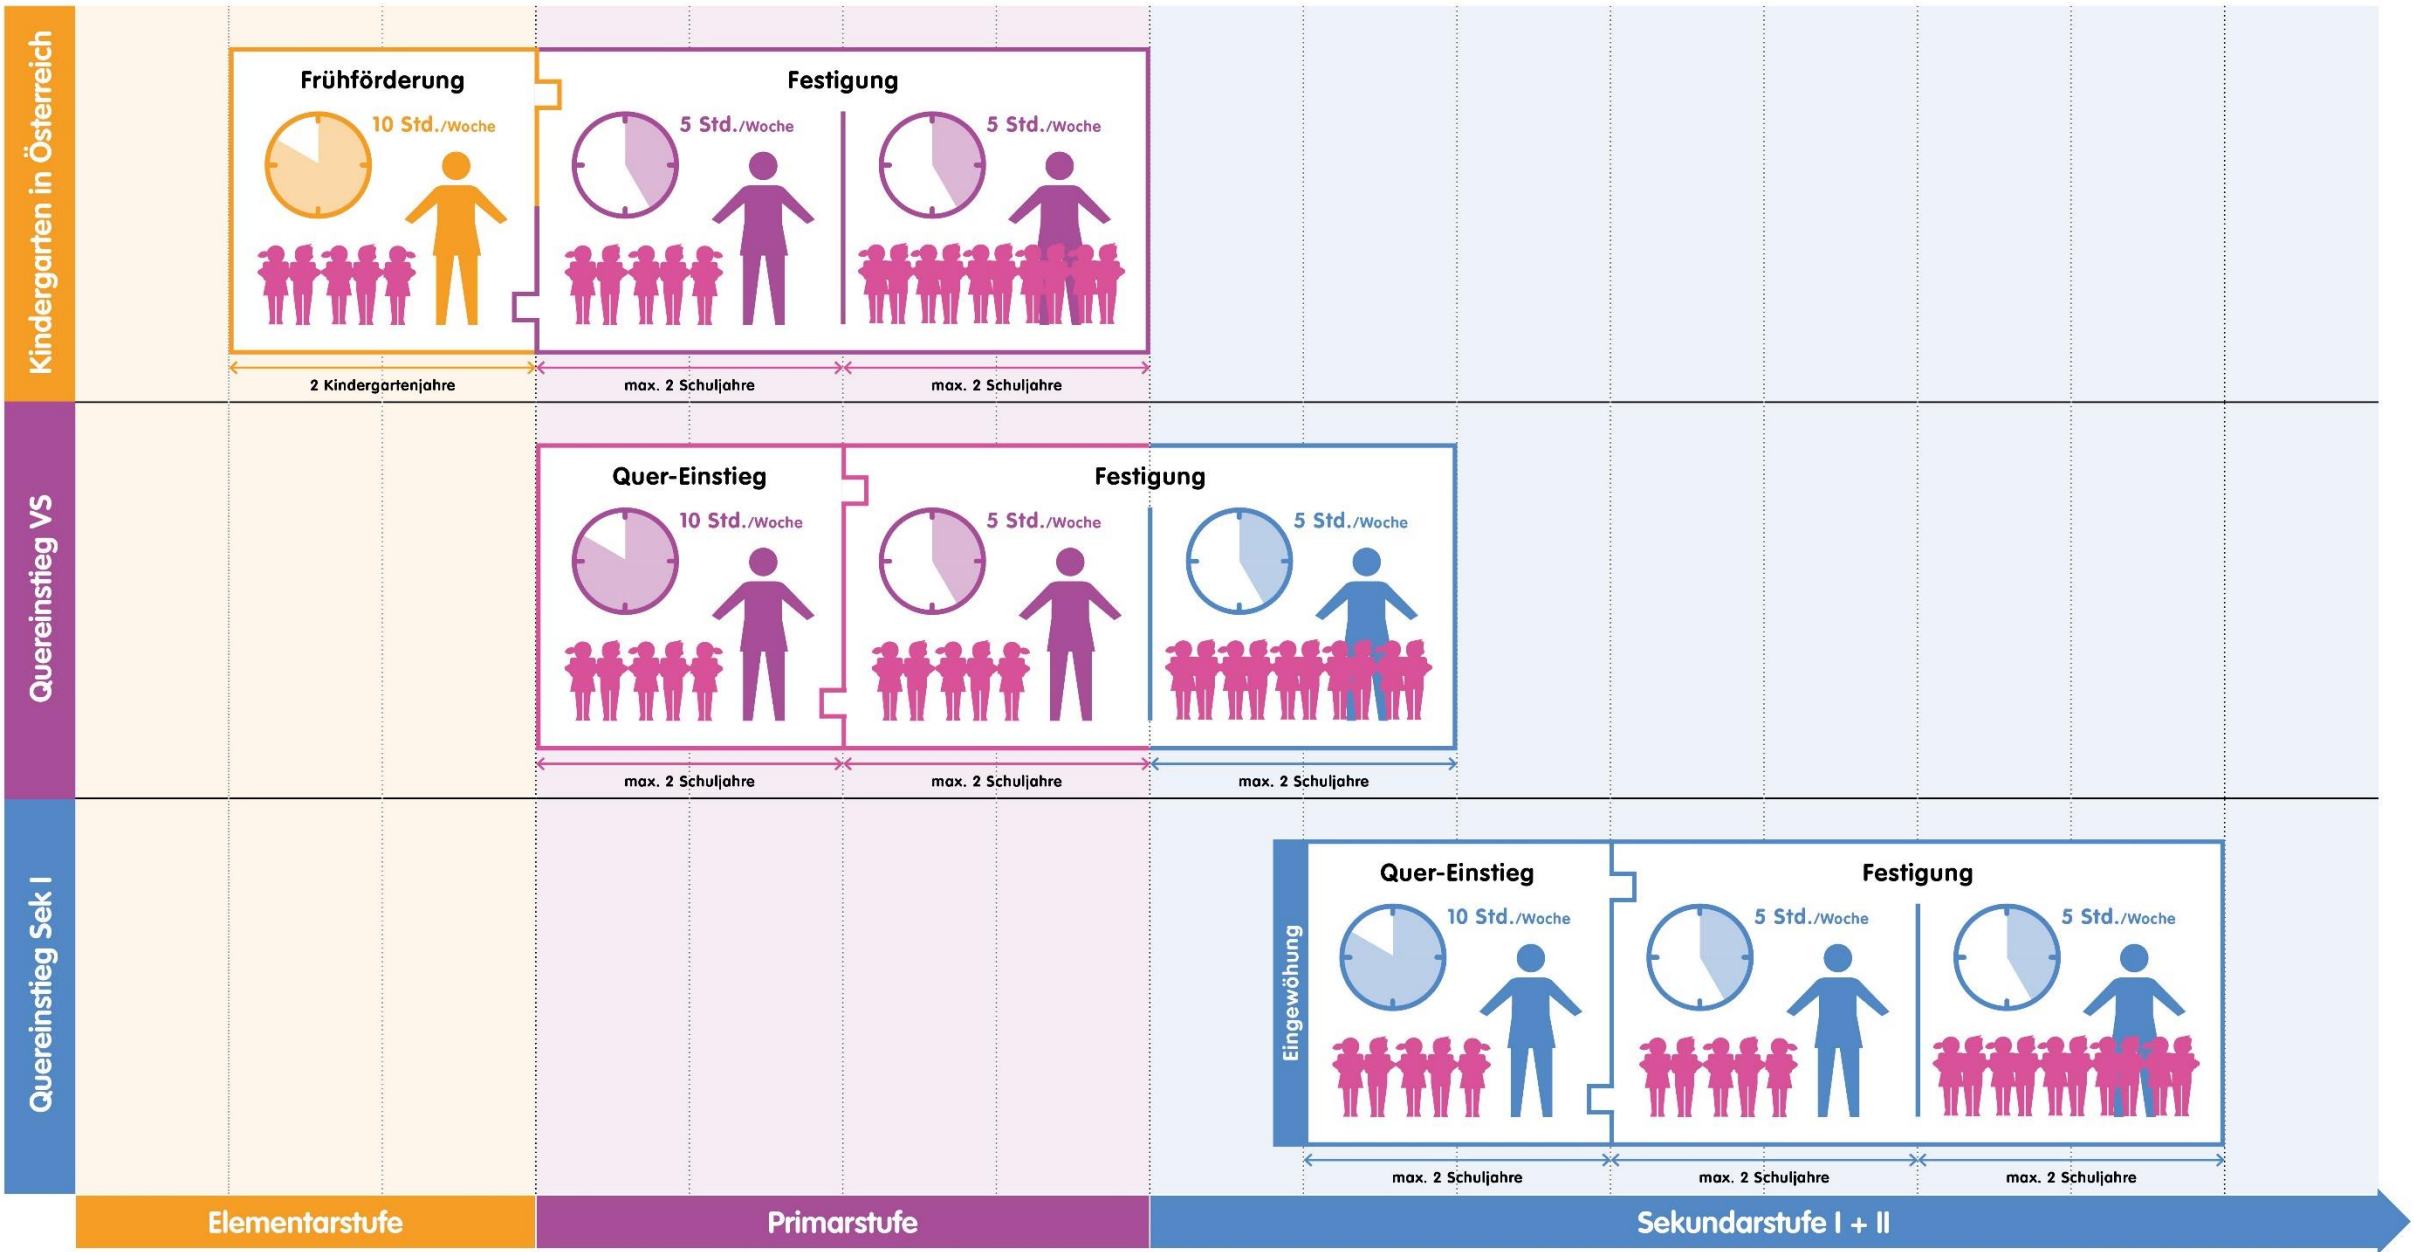 Kindergarten in Österreich
Frühförderung
10 Std./Woche
2 Kindergartenjahre
Festigung
5 Std./Woche
5 Std./Woche
max. 2 Schuljahre
max. 2 Schuljahre
Quereinstieg VS
Quer-Einstieg
10 Std./Woche
max. 2 Schuljahre
Festigung
5 Std./Woche
5 Std./Woche
max. 2 Schuljahre
max. 2 Schuljahre
Quereinstieg Sek I
Eingewöhung
Quer-Einstieg
10 Std./Woche
max. 2 Schuljahre
Festigung
5 Std./Woche
5 Std./Woche
max. 2 Schuljahre
max. 2 Schuljahre
Elementarstufe
Primarstufe
Sekundarstufe I + II